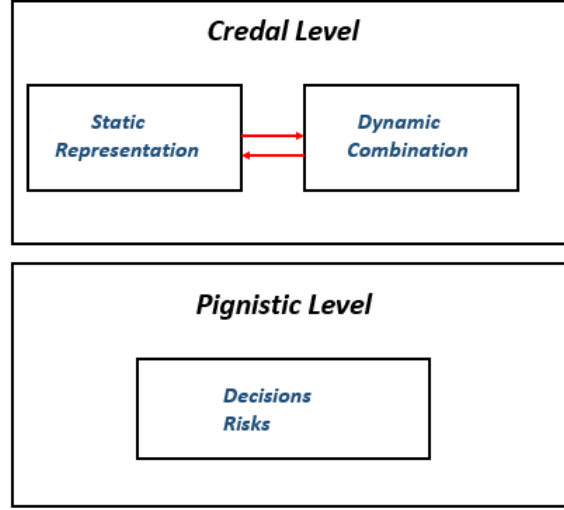 Credal Level
Static
Representation
Dynamic
Combination
Pignistic Level
Decisions
Risks